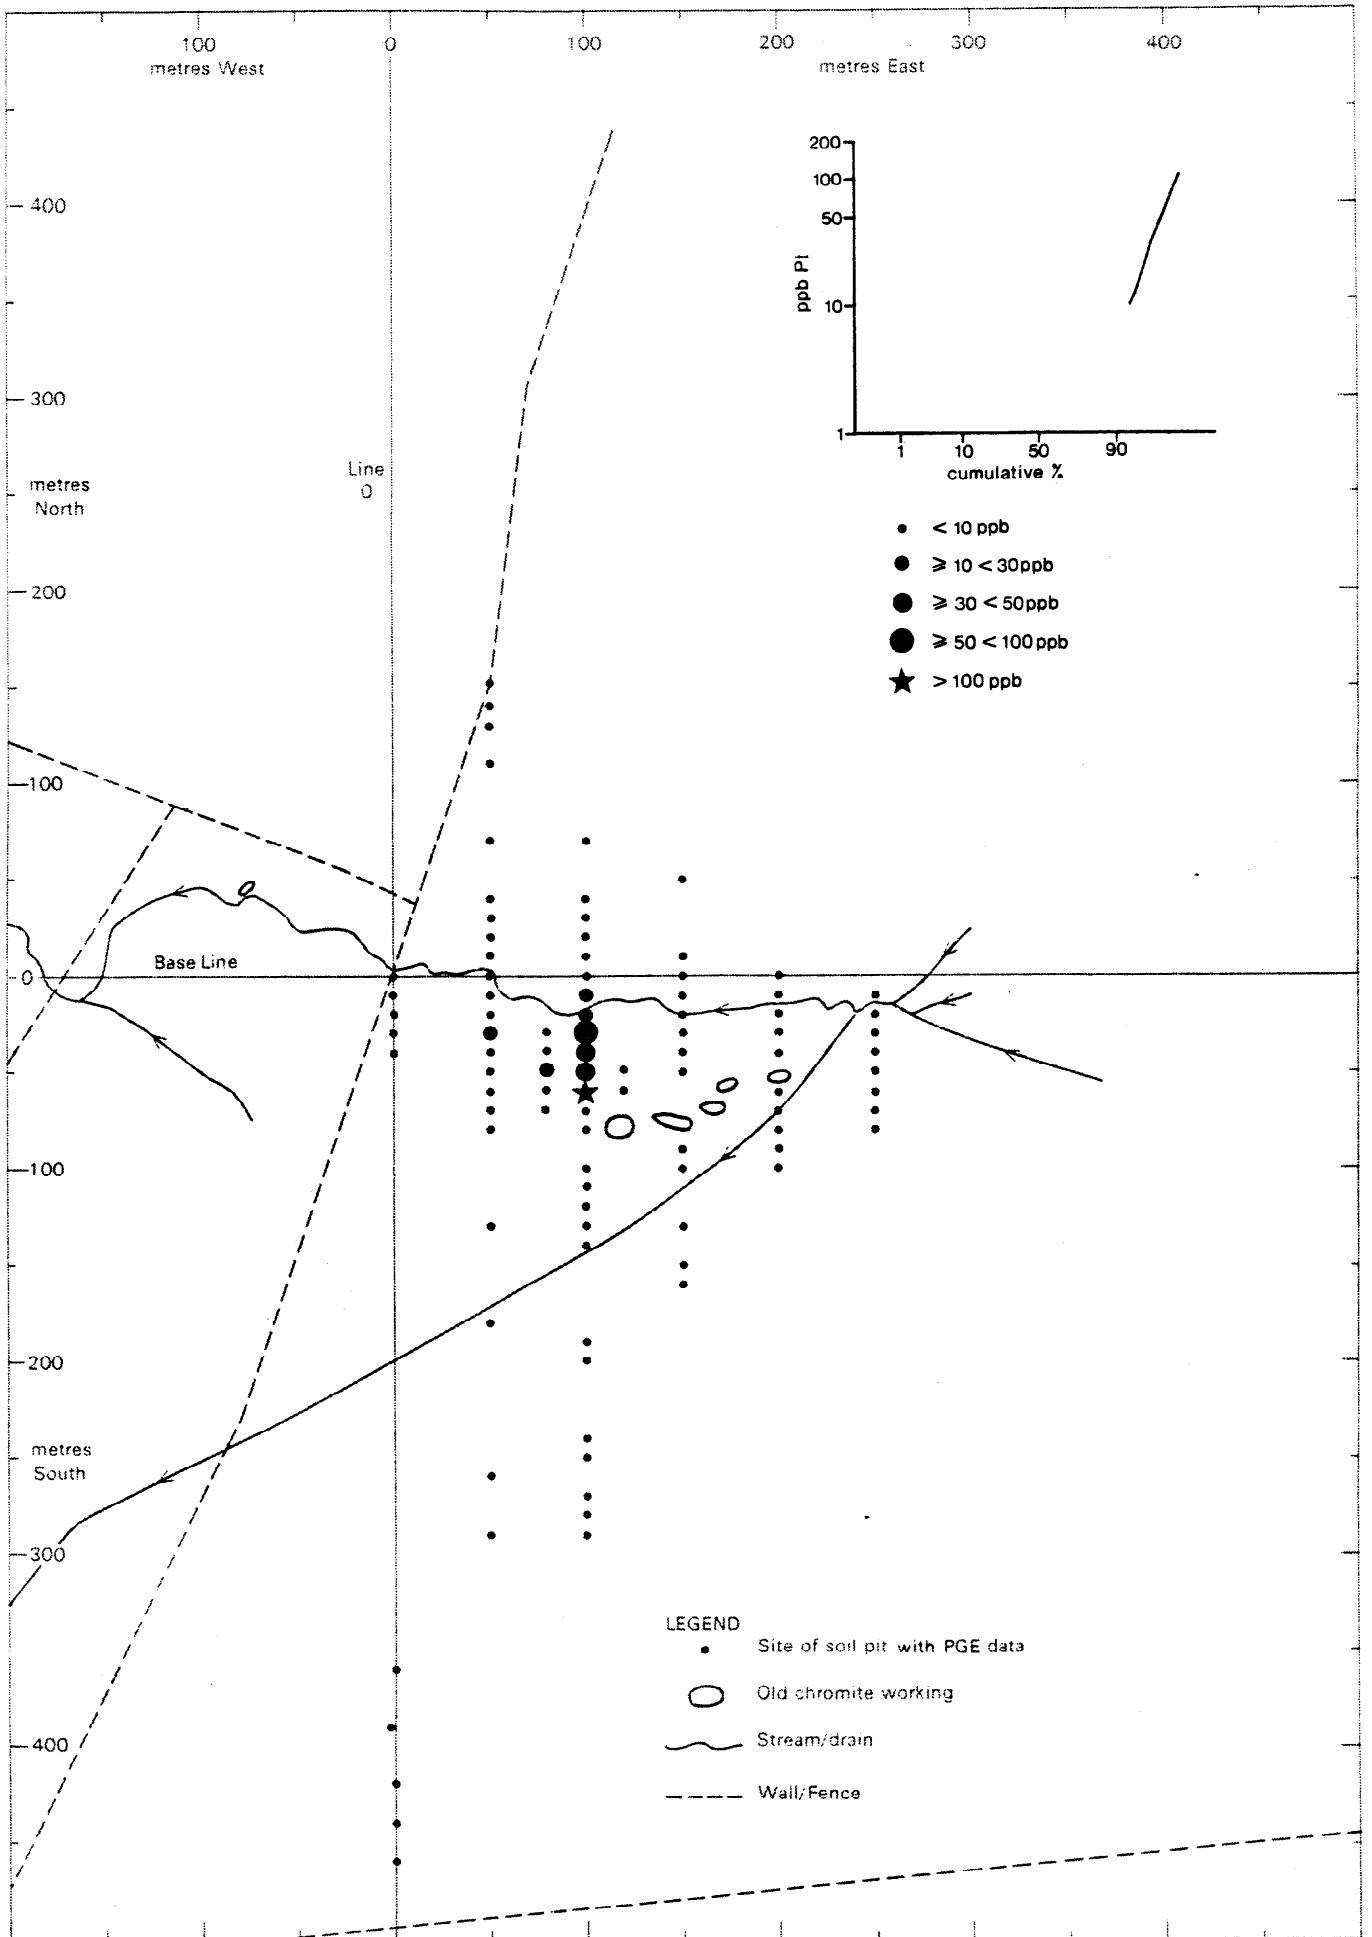 100 0 100 200 300 400
metres West metres East
200
100
50
10
1
ppb Pt
1 10 50 90
cumulative %
400
300
Line
0
metres
North
< 10 ppb
⩾ 10 < 30ppb
⩾ 30 < 50ppb
⩾ 50 < 100 ppb
> 100 ppb
200
100
Base Line
0
100
200
metres
South
300
400
LEGEND
Site of soil pit with PGE data
Old chromite working
Stream/drain
Wall/Fence